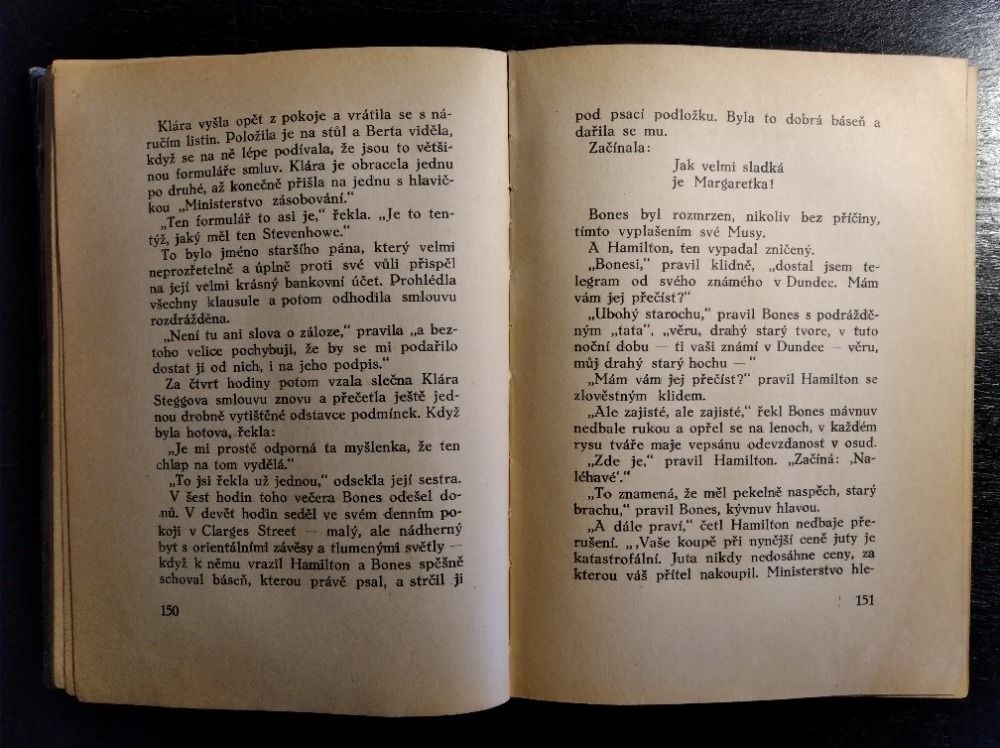 Klára vyšla opět z pokoje a vrátila se s ná-
ručím listin. Položila je na stůl a Berta viděla,
když se na ně lépe podívala, že jsou to větši-
nou formuláře smluv. Klára je obracela jednu
po druhé, až konečně přišla na jednu s hlavič-
kou „Ministerstvo zásobování.”
„Ten formulář to asi je,” řekla. „Je to ten-
týž, jaký měl ten Stevenhowe.”
To bylo jméno staršího pána, který velmi
neprozřetelně a úplně proti své vůli přispěl
na její velmi krásný bankovní účet. Prohlédla
všechny klausule a potom odhodila smlouvu
rozdrážděna.
„Není tu ani slova o záloze,” pravila „a bez-
toho velice pochybuji, že by se mi podařilo
dostat ji od nich, i na jeho podpis.”
Za čtvrt hodiny potom vzala slečna Klára
Steggova smlouvu znovu a přečetla ještě jed-
nou drobně vytištěné odstavce podmínek. Když
byla hotova, řekla:
„Je mi prostě odporná ta myšlenka, že ten
chlap na tom vydělá.”
„To jsi řekla už jednou,” odsekla její sestra.
V šest hodin toho večera Bones odešel do-
mů. V devět hodin seděl ve svém denním po-
koji v Clarges Street — malý, ale nádherný
byt s orientálními závěsy a tlumenými světly —
když k němu vrazil Hamilton a Bones spěšně
schoval báseň, kterou právě psal, a strčil ji
150
pod psací podložku. Byla to dobrá báseň a
dařila se mu.
Začínala:
Jak velmi sladká
je Margaretka!
Bones byl rozmrzen, nikoliv bez příčiny,
tímto vyplašením své Musy.
A Hamilton, ten vypadal zničený.
„Bonesi,” pravil klidně, „dostal jsem te-
legram od svého známého v Dundee. Mám
vám jej přečíst?”
„Ubohý starochu,” pravil Bones s podrážдě-
ným „tata”, „věru, drahý starý tvore, v tuto
noční dobu — ti vaši známí v Dundee — věru,
můj drahý starý hochu — “
„Mám vám jej přečíst?” pravil Hamilton se
zlověstným klidem.
„Ale zajisté, ale zajisté,” řekl Bones mávnuv
nedbale rukou a opřel se na lenoch, v každém
rysu tváře maje vepsánu odevzdanost v osud.
„Zde je,” pravil Hamilton. „Začíná: ‚Na-
léhavé‘.”
„To znamená, že měl pekelně naspěch, starý
brachu,” pravil Bones, kývnuv hlavou.
„A dále praví,” četl Hamilton nedbaje pře-
rušení. „‚Vaše koupě při nynější ceně juty je
katastrofální. Juta nikdy nedosáhne ceny, za
kterou váš přítel nakoupil. Ministerstvo hle-
151